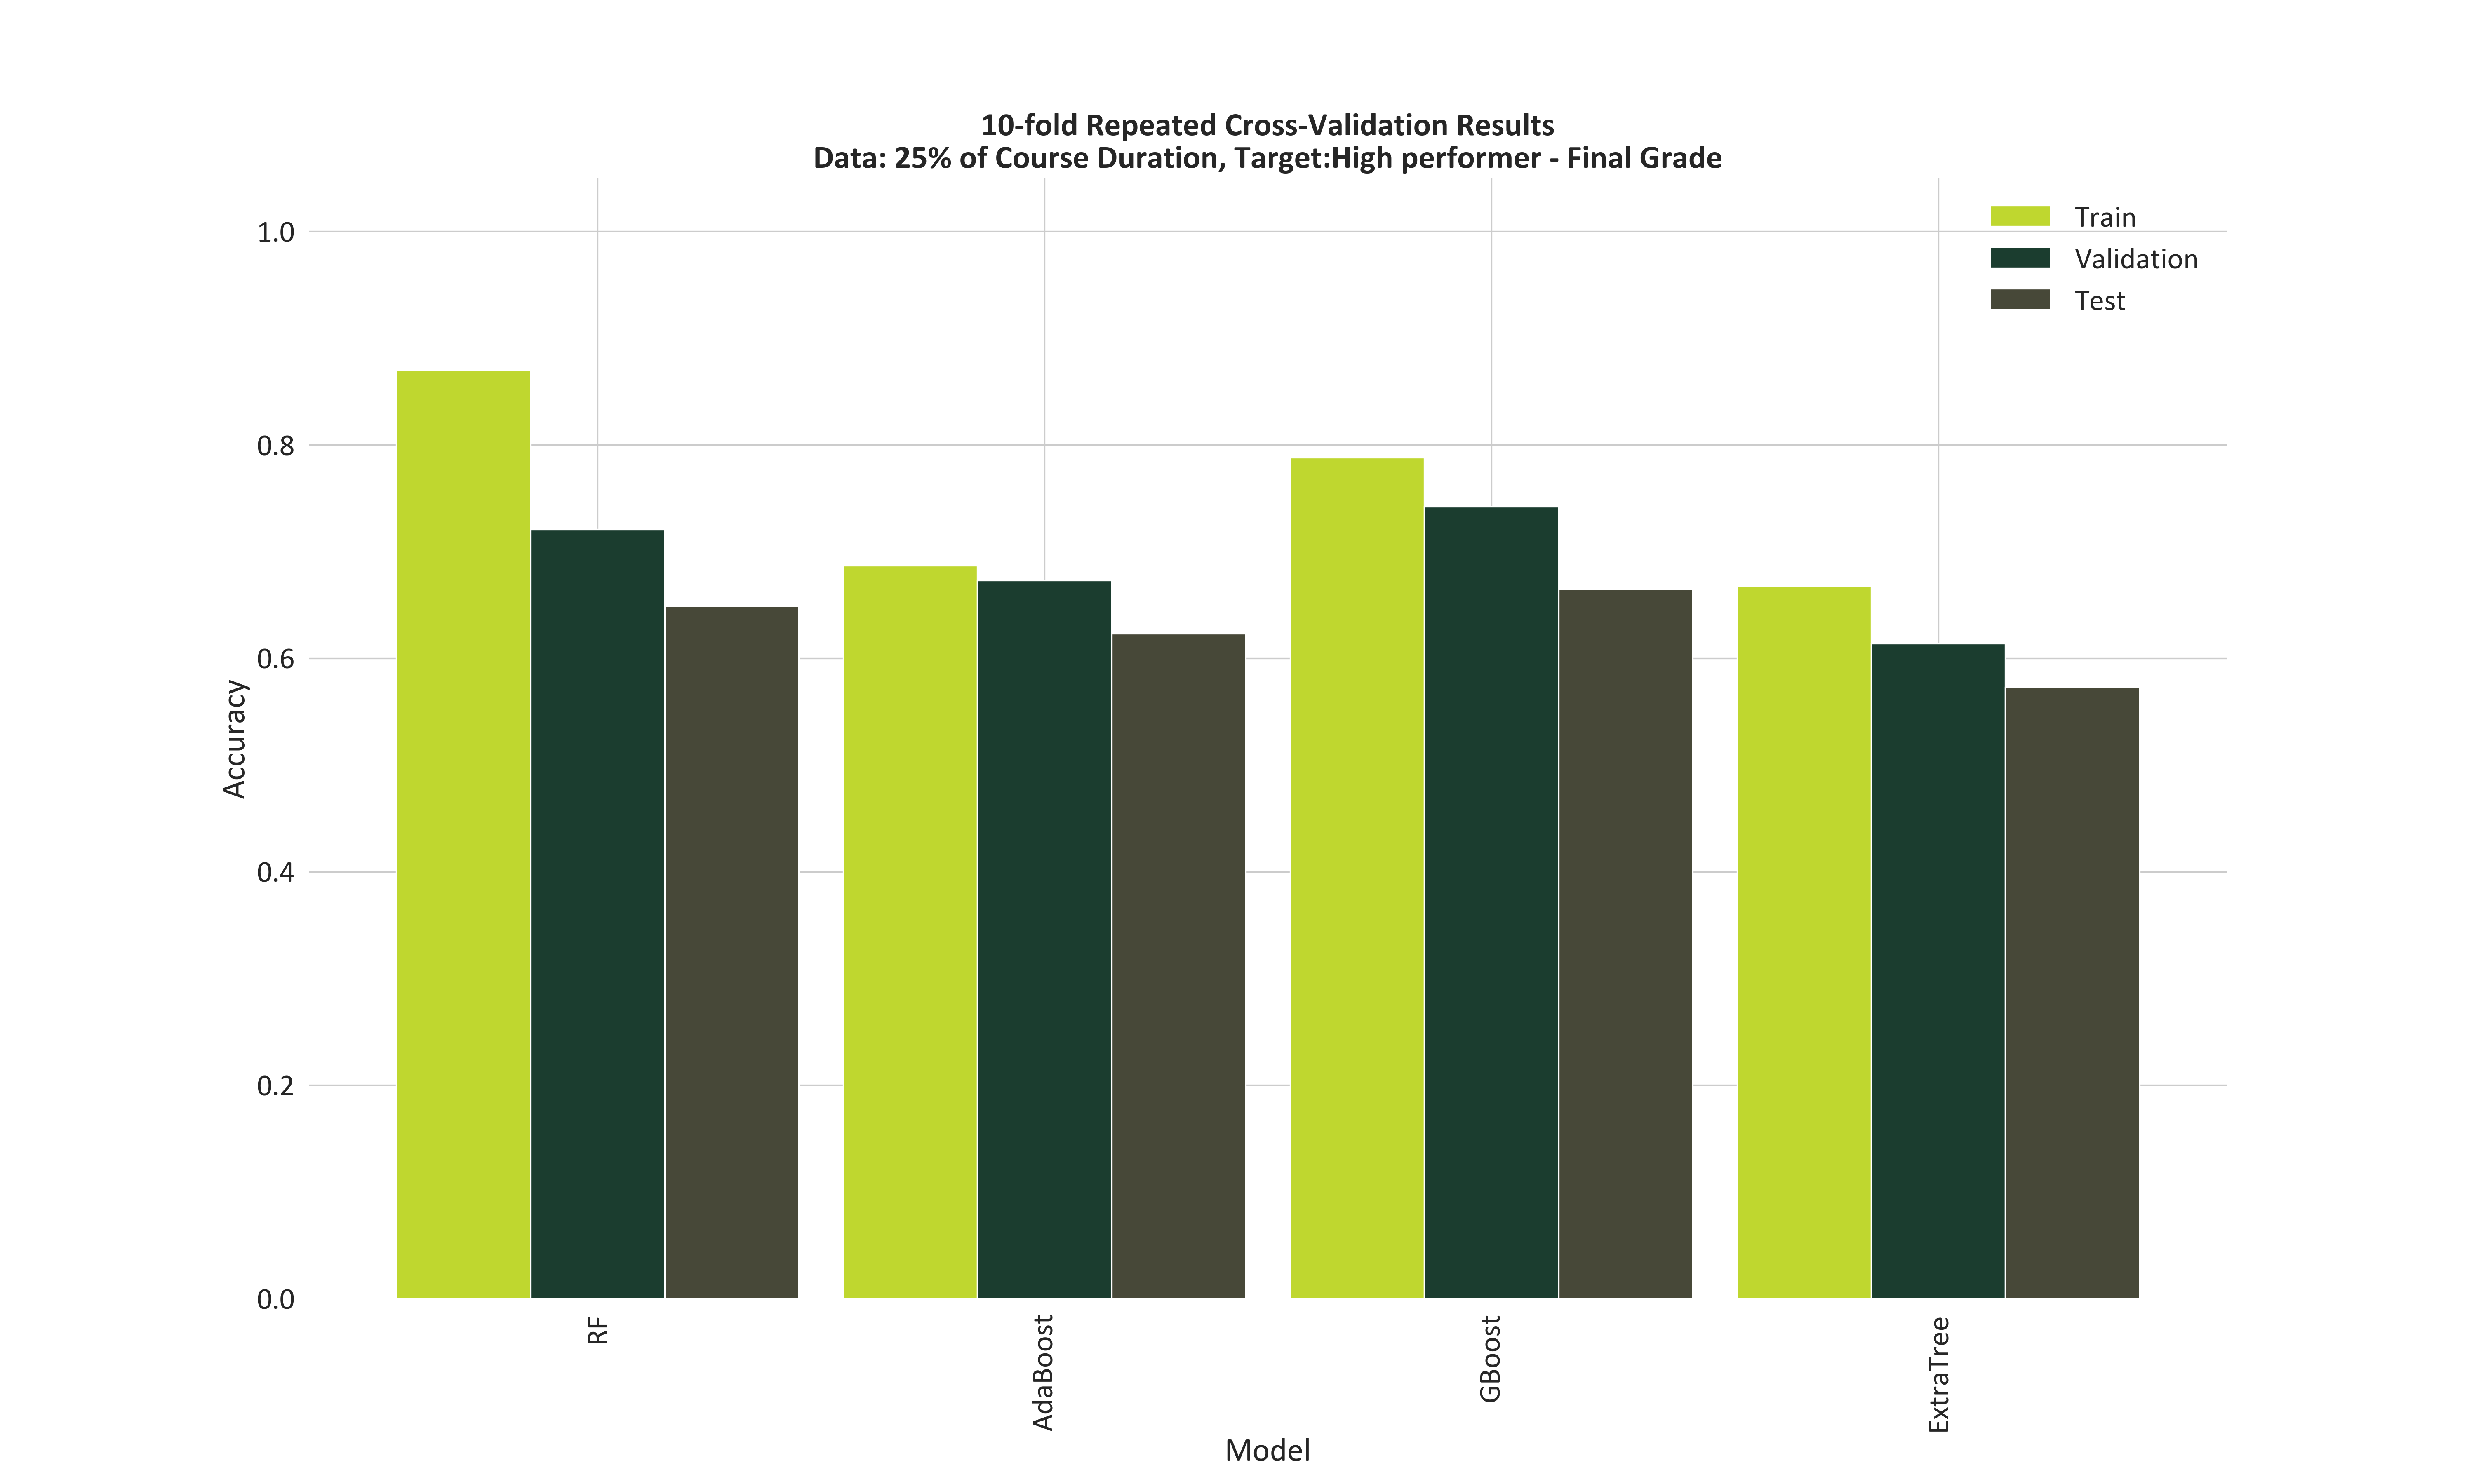 10-fold Repeated Cross-Validation Results
Data: 25% of Course Duration, Target:High performer - Final Grade
Train
Validation
Test
1.0
0.8
0.6
0.4
0.2
0.0
Accuracy
RF
AdaBoost
GBoost
ExtraTree
Model